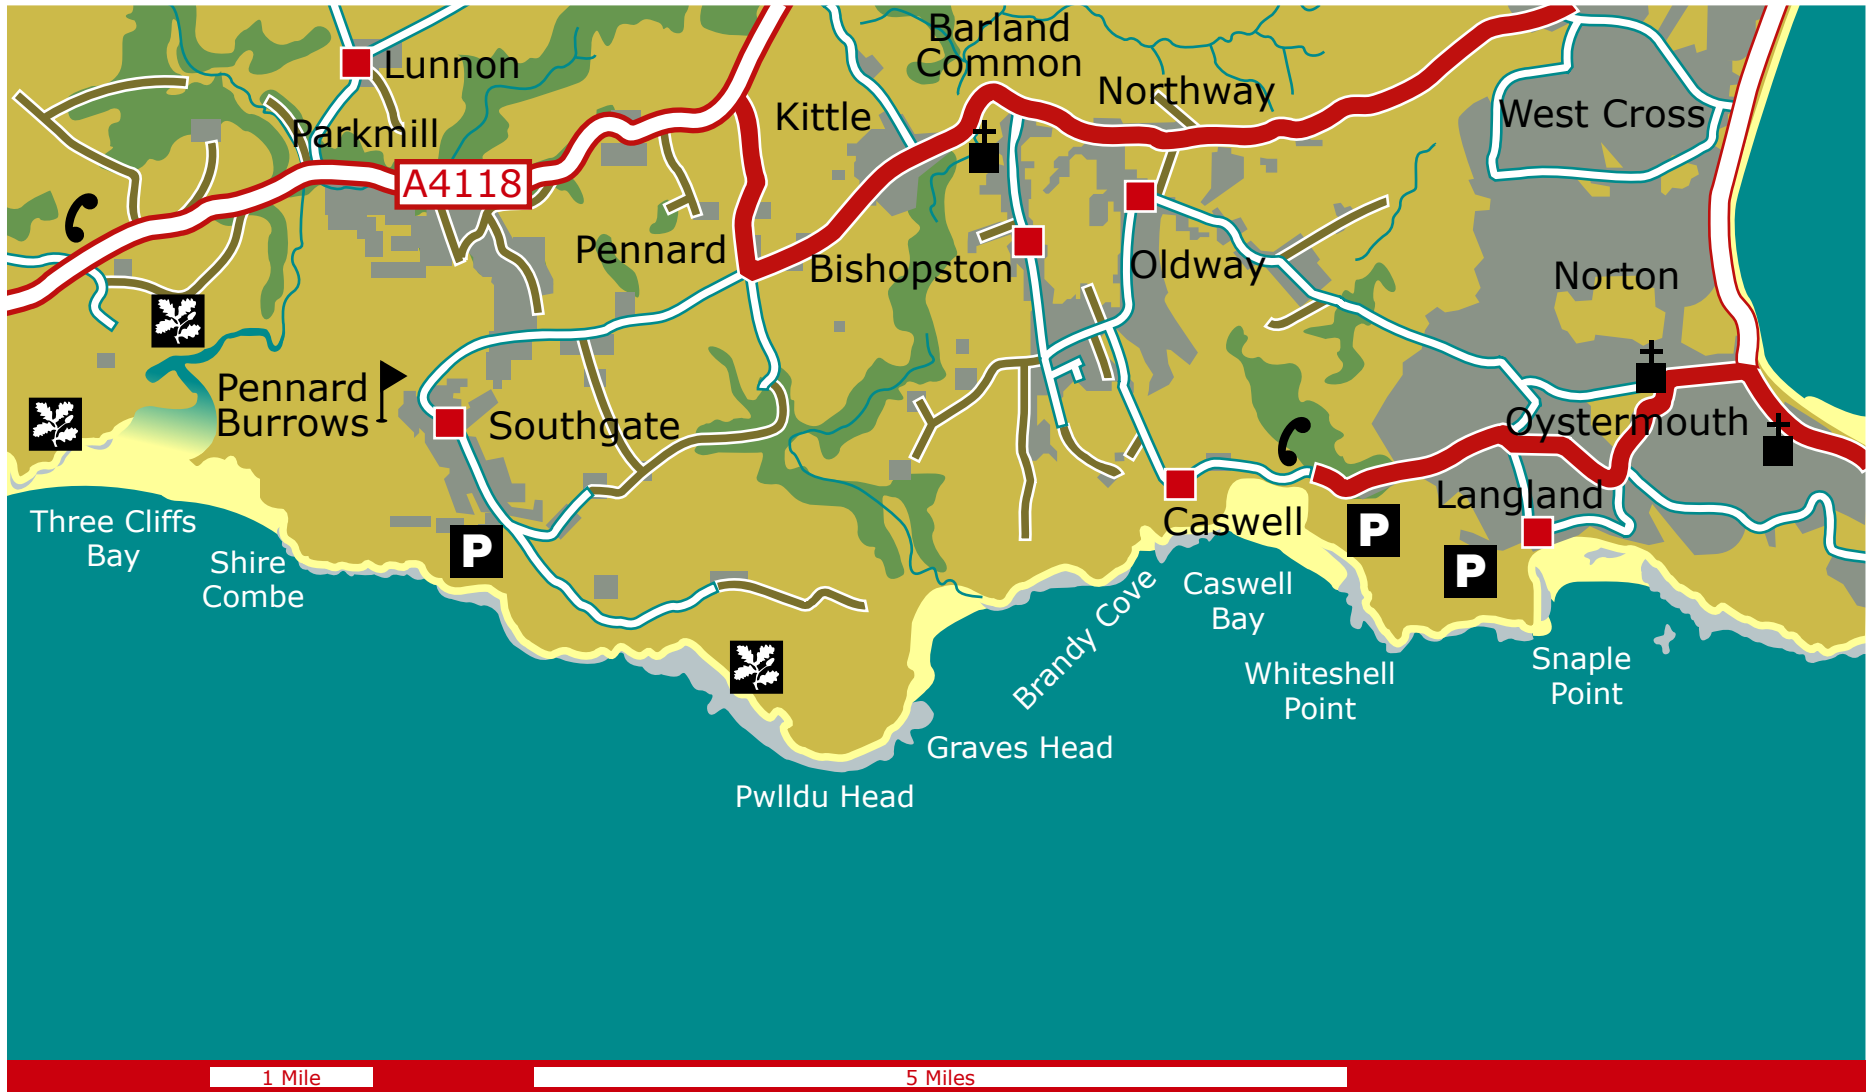 Barland
Common
Lunnon
Northway
Kittle
West Cross
Parkmill
A4118
Pennard
Bishopston
Oldway
Norton
Pennard
Burrows
Southgate
Oystermouth
Langland
Caswell
Three Cliffs
Bay
Shire
Combe
Brandy Cove
Caswell
Bay
Whiteshell
Point
Snaple
Point
Graves Head
Pwlldu Head
P
P
P
1 Mile
5 Miles